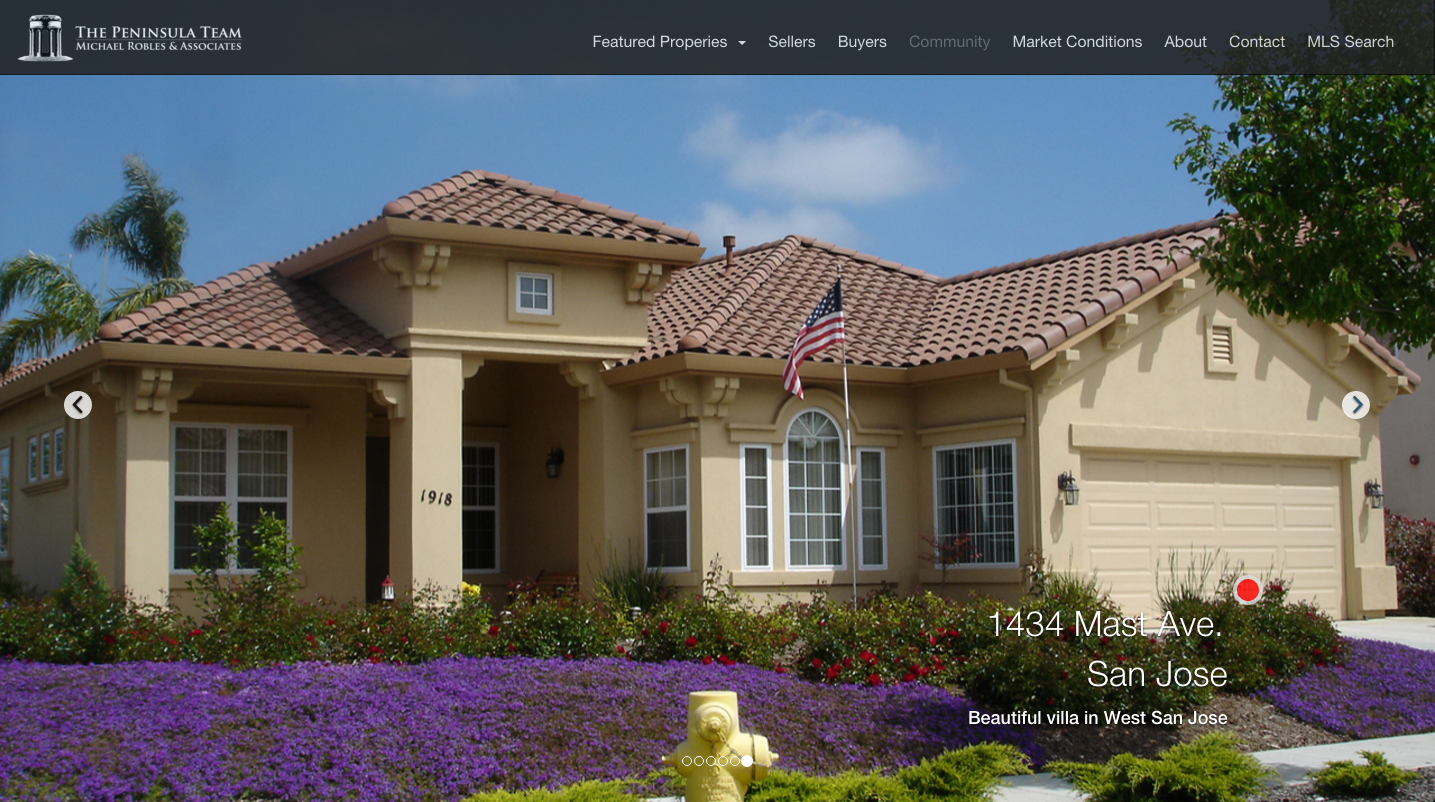 THE PENINSULA TEAM
MICHAEL ROBLES & ASSOCIATES
Featured Properies
Sellers
Buyers
Community
Market Conditions
About
Contact
MLS Search
1918
1434 Mast Ave.
San Jose
Beautiful villa in West San Jose